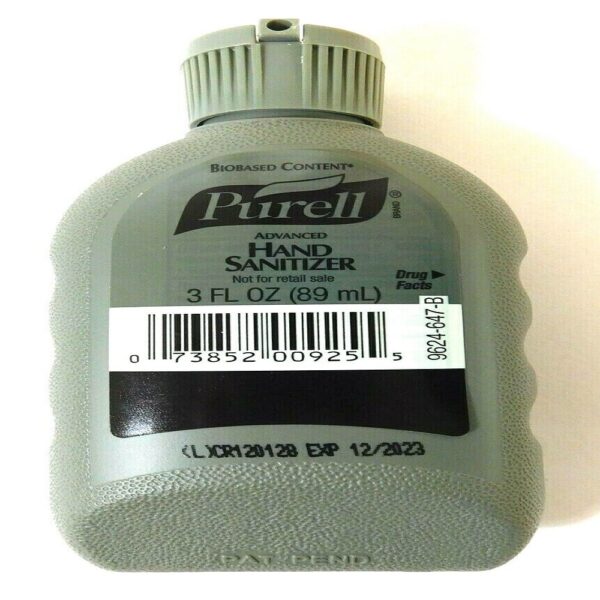 BIOBASED CONTENT*
Purell®
BRAND
ADVANCED
HAND
SANITIZER
Not for retail sale
3 FL OZ (89 mL)
Drug
Facts
9624-647-B
0 73852 00925 5
(L)CR120128 EXP 12/2023
PAT. PEND.